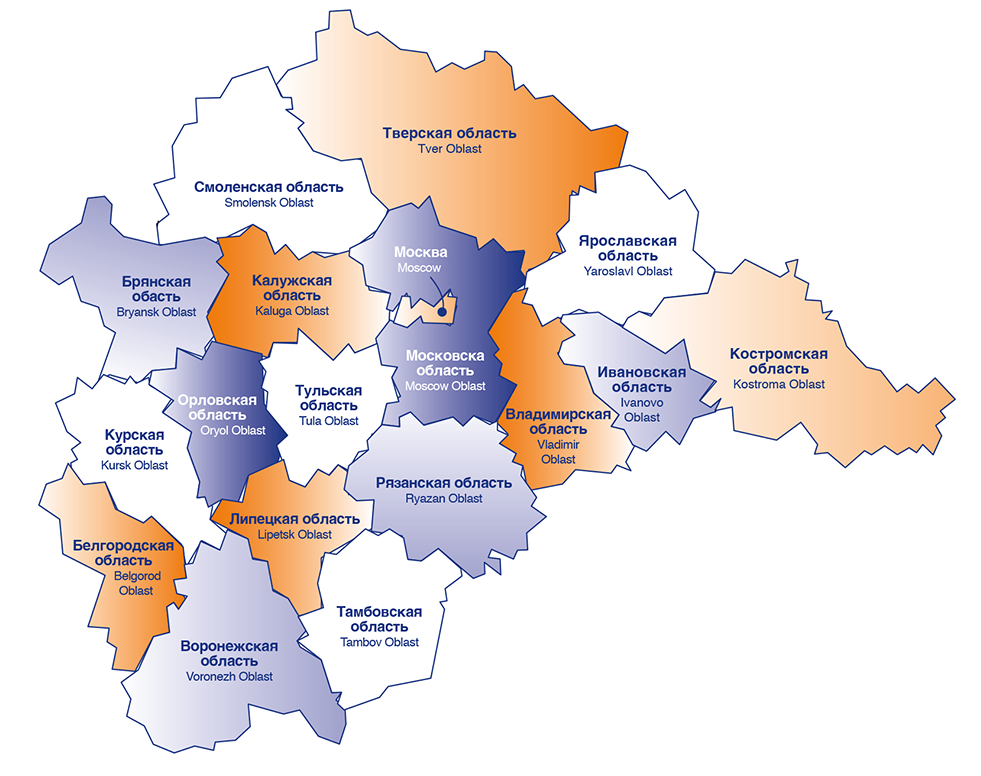 Тверская область
Tver Oblast
Смоленская область
Smolensk Oblast
Ярославская
область
Yaroslavl Oblast
Москва
Moscow
Брянская
обасть
Bryansk Oblast
Калужская
область
Kaluga Oblast
Московска
область
Moscow Oblast
Костромская
область
Kostroma Oblast
Ивановская
область
Ivanovo
Oblast
Орловская
область
Oryol Oblast
Тульская
область
Tula Oblast
Владимирская
область
Vladimir
Oblast
Курская
область
Kursk Oblast
Рязанская область
Ryazan Oblast
Липецкая область
Lipetsk Oblast
Белгородская
область
Belgorod
Oblast
Тамбовская
область
Tambov Oblast
Воронежская
область
Voronezh Oblast